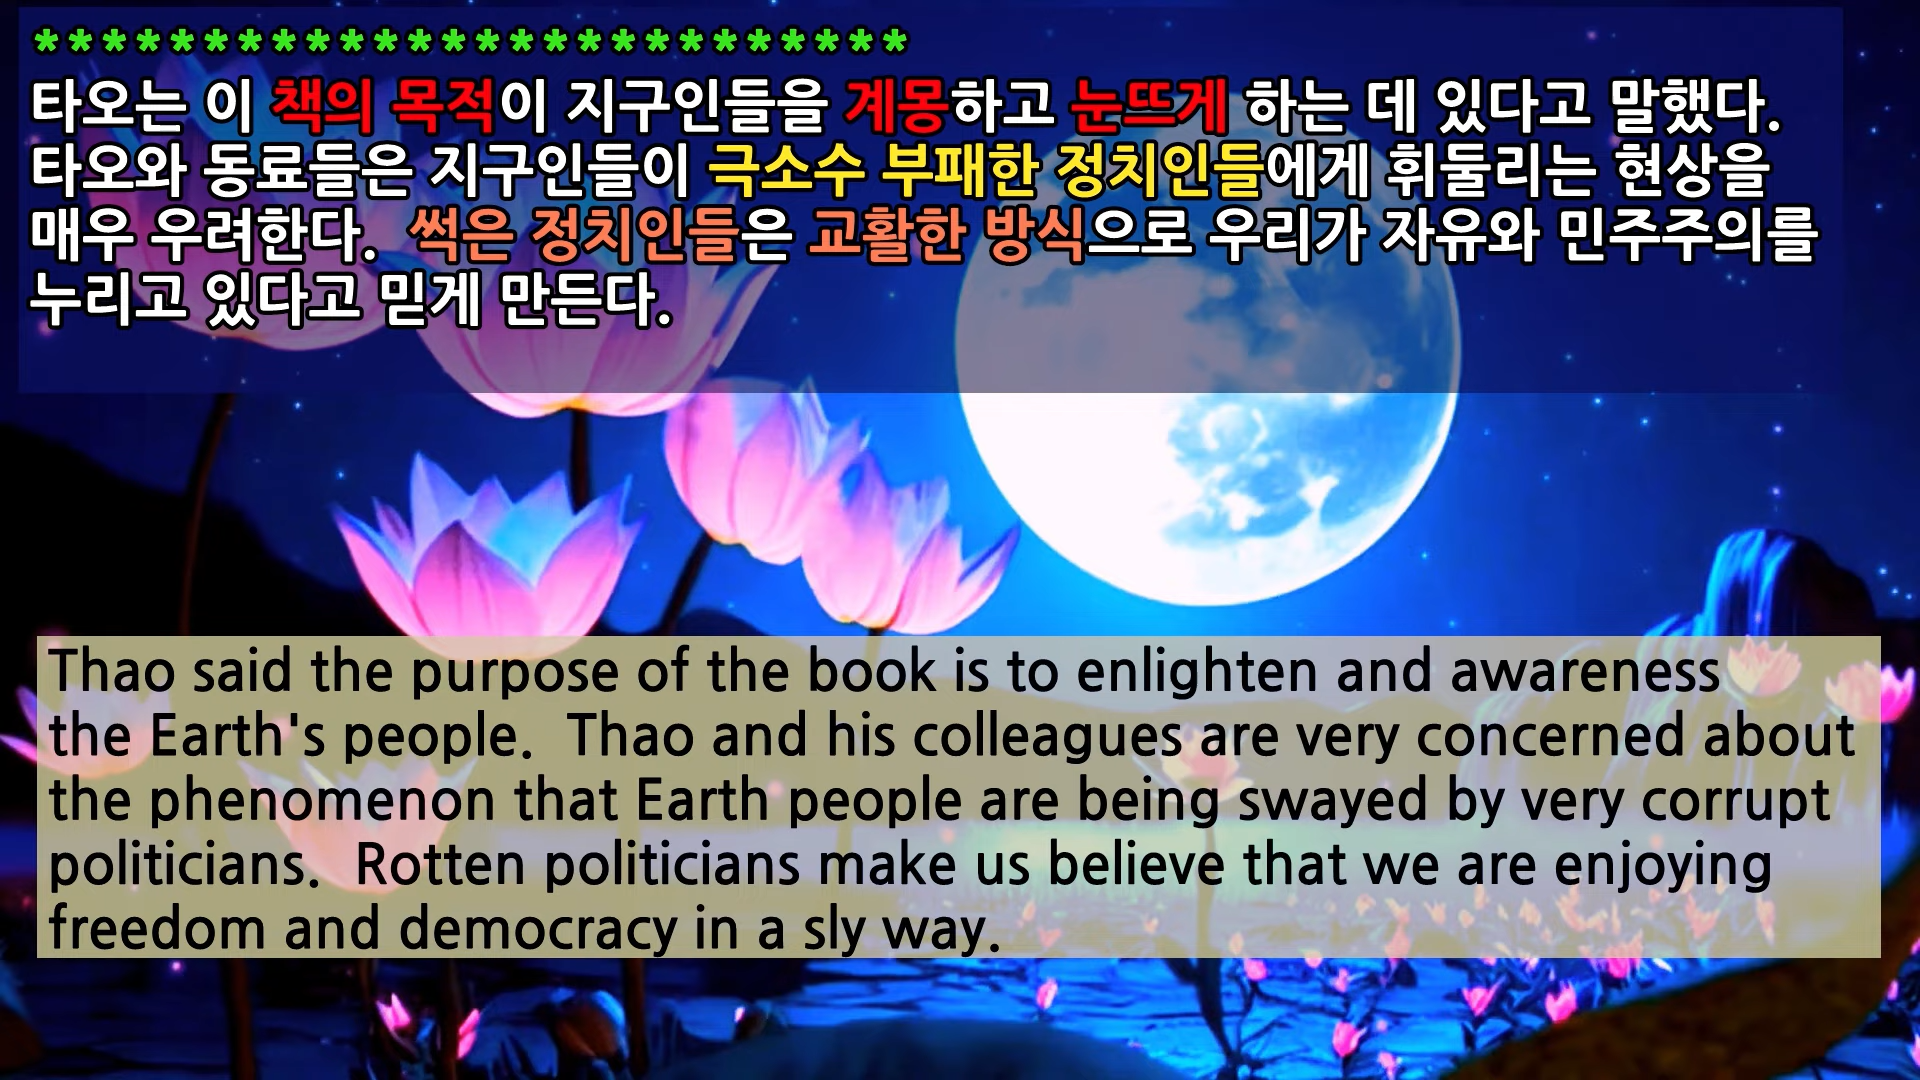 **************************
타오는 이 책의 목적이 지구인들을 계몽하고 눈뜨게 하는 데 있다고 말했다.
타오와 동료들은 지구인들이 극소수 부패한 정치인들에게 휘둘리는 현상을
매우 우려한다.  썩은 정치인들은 교활한 방식으로 우리가 자유와 민주주의를
누리고 있다고 믿게 만든다.
Thao said the purpose of the book is to enlighten and awareness
the Earth's people.  Thao and his colleagues are very concerned about
the phenomenon that Earth people are being swayed by very corrupt
politicians.  Rotten politicians make us believe that we are enjoying
freedom and democracy in a sly way.